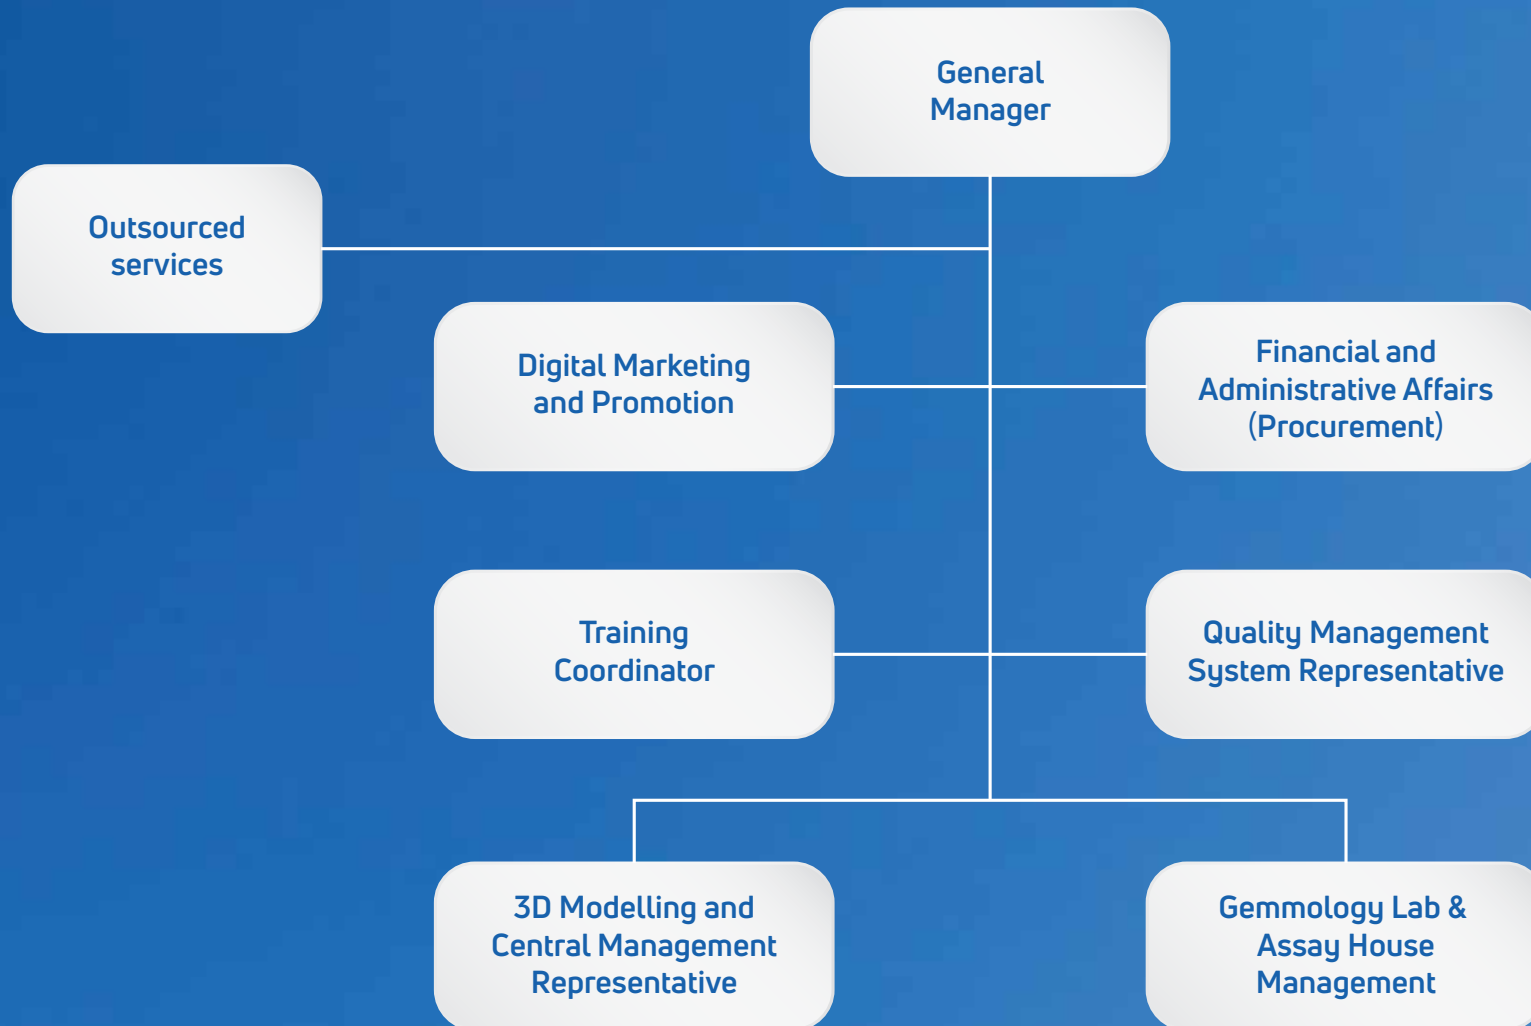 General
Manager
Outsourced
services
Digital Marketing
and Promotion
Financial and
Administrative Affairs
(Procurement)
Training
Coordinator
Quality Management
System Representative
3D Modelling and
Central Management
Representative
Gemmology Lab &
Assay House
Management